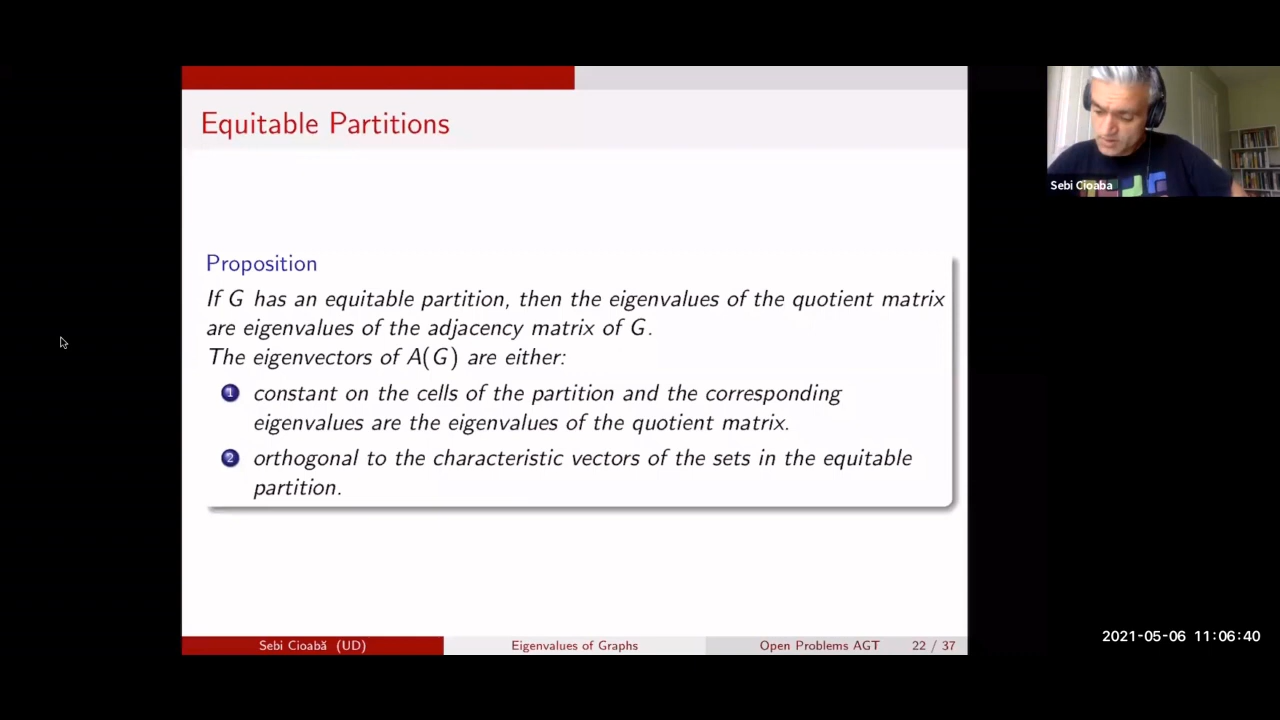 Equitable Partitions
Sebi Cioaba
Proposition
If G has an equitable partition, then the eigenvalues of the quotient matrix
are eigenvalues of the adjacency matrix of G.
The eigenvectors of A(G) are either:
1 constant on the cells of the partition and the corresponding
eigenvalues are the eigenvalues of the quotient matrix.
2 orthogonal to the characteristic vectors of the sets in the equitable
partition.
2021-05-06 11:06:40
Sebi Cioabă (UD) Eigenvalues of Graphs Open Problems AGT 22 / 37